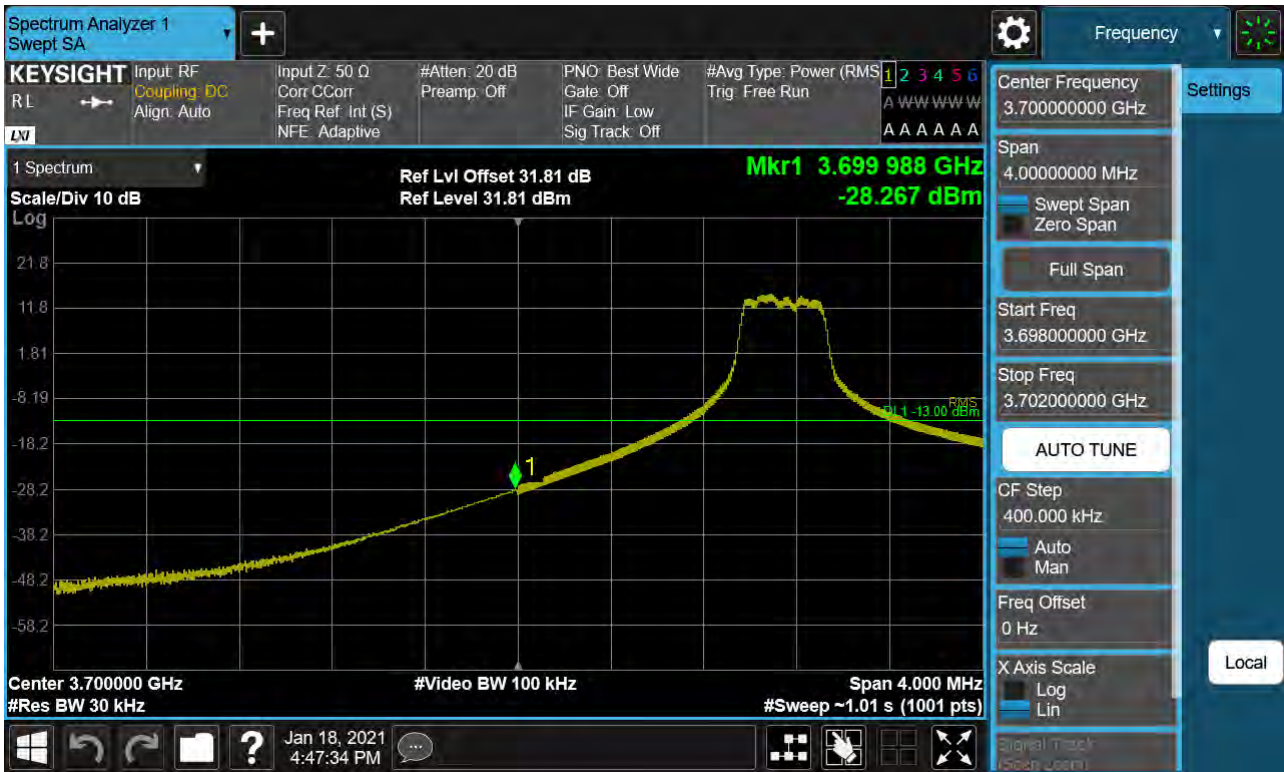 Spectrum Analyzer 1
Swept SA
+
Frequency
KEYSIGHT
RL
LXI
Input: RF
Coupling: DC
Align: Auto
Input Z: 50 Ω
Corr CCorr
Freq Ref: Int (S)
NFE: Adaptive
#Atten: 20 dB
Preamp: Off
PNO: Best Wide
Gate: Off
IF Gain: Low
Sig Track: Off
#Avg Type: Power (RMS
Trig: Free Run
1 2 3 4 5 6
A W W W W W
A A A A A A
1 Spectrum
Scale/Div 10 dB
Log
Ref Lvl Offset 31.81 dB
Ref Level 31.81 dBm
Mkr1 3.699 988 GHz
-28.267 dBm
21.8
11.8
1.81
-8.19
-18.2
-28.2
-38.2
-48.2
-58.2
RMS
DL1 -13.00 dBm
1
Center 3.700000 GHz
#Res BW 30 kHz
#Video BW 100 kHz
Span 4.000 MHz
#Sweep ~1.01 s (1001 pts)
Center Frequency
3.700000000 GHz
Settings
Span
4.00000000 MHz
Swept Span
Zero Span
Full Span
Start Freq
3.698000000 GHz
Stop Freq
3.702000000 GHz
AUTO TUNE
CF Step
400.000 kHz
Auto
Man
Freq Offset
0 Hz
X Axis Scale
Log
Lin
Signal Track
(Span Zoom)
Local
?
Jan 18, 2021
4:47:34 PM